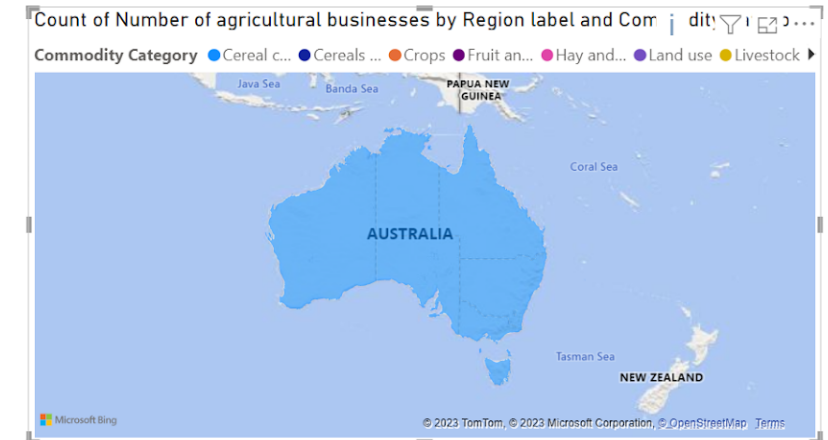 Count of Number of agricultural businesses by Region label and Com dity
Commodity Category Cereal c... Cereals ... Crops Fruit an... Hay and... Land use Livestock
Java Sea
Banda Sea
PAPUA NEW
GUINEA
Coral Sea
AUSTRALIA
Tasman Sea
NEW ZEALAND
Microsoft Bing
© 2023 TomTom, © 2023 Microsoft Corporation, © OpenStreetMap Terms